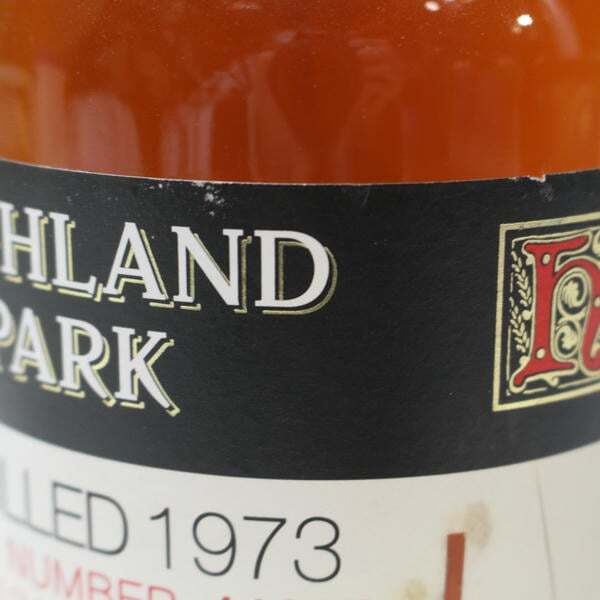 HLAND
PARK
LLED 1973
NUMBER